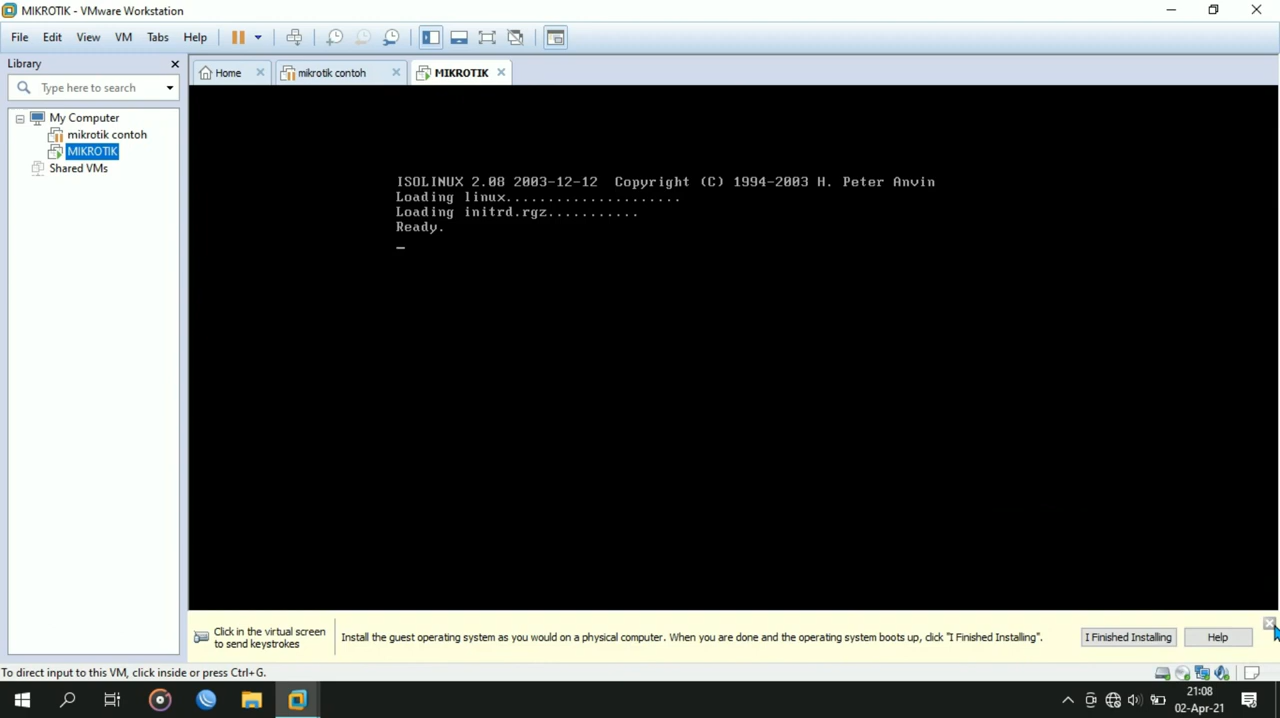 MIKROTIK - VMware Workstation
File Edit View VM Tabs Help
Library
Type here to search
My Computer
mikrotik contoh
MIKROTIK
Shared VMs
Home
mikrotik contoh
MIKROTIK
ISOLINUX 2.08 2003-12-12 Copyright (C) 1994-2003 H. Peter Anvin
Loading linux.....................
Loading initrd.rgz...........
Ready.
_
Click in the virtual screen
to send keystrokes
Install the guest operating system as you would on a physical computer. When you are done and the operating system boots up, click "I Finished Installing".
I Finished Installing
Help
To direct input to this VM, click inside or press Ctrl+G.
21:08
02-Apr-21